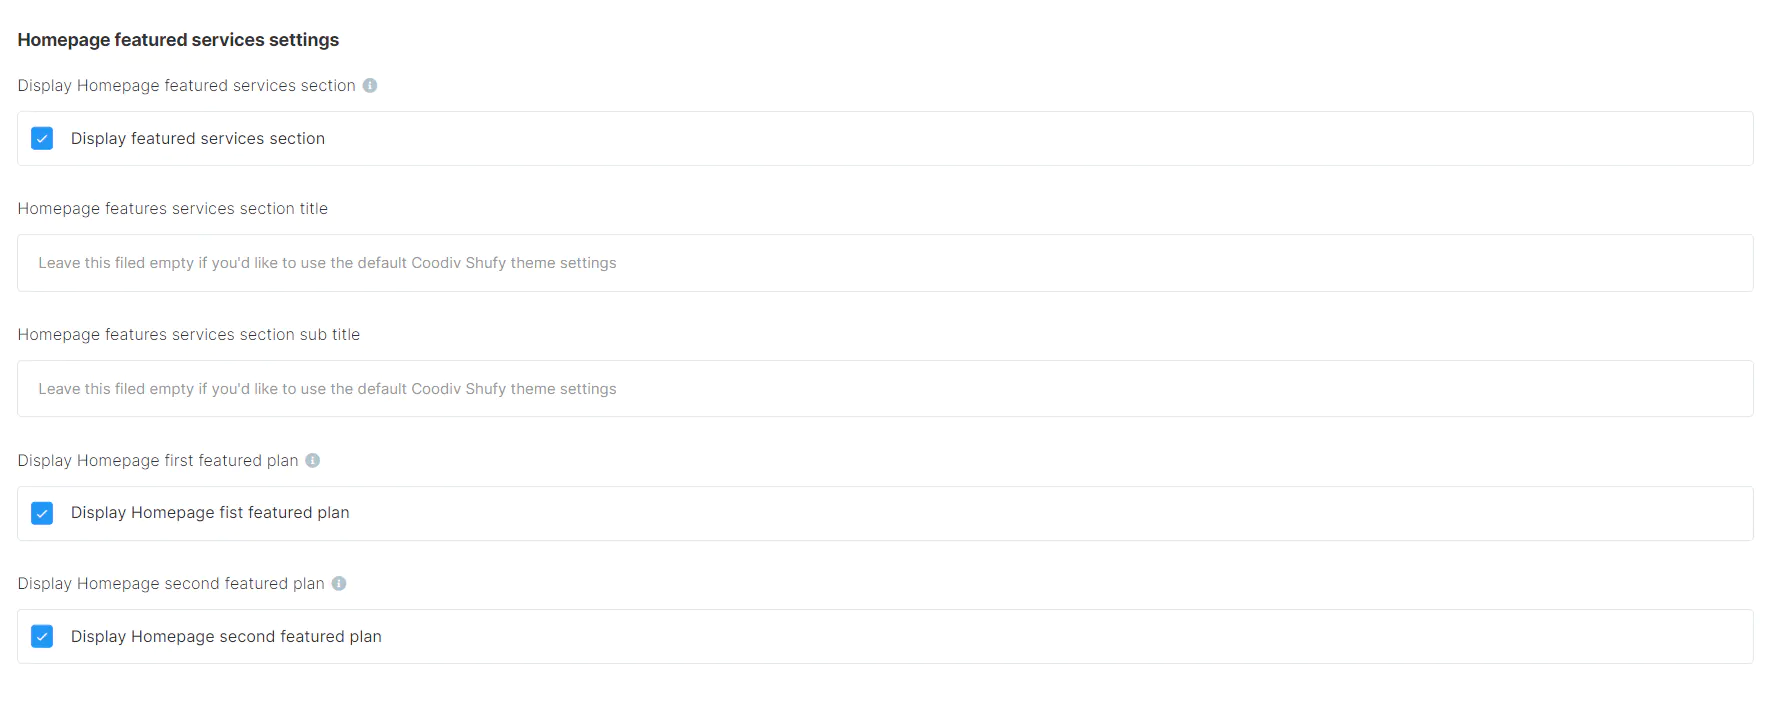 Homepage featured services settings
Display Homepage featured services section
Display featured services section
Homepage features services section title
Leave this filed empty if you'd like to use the default Coodiv Shufy theme settings
Homepage features services section sub title
Leave this filed empty if you'd like to use the default Coodiv Shufy theme settings
Display Homepage first featured plan
Display Homepage fist featured plan
Display Homepage second featured plan
Display Homepage second featured plan